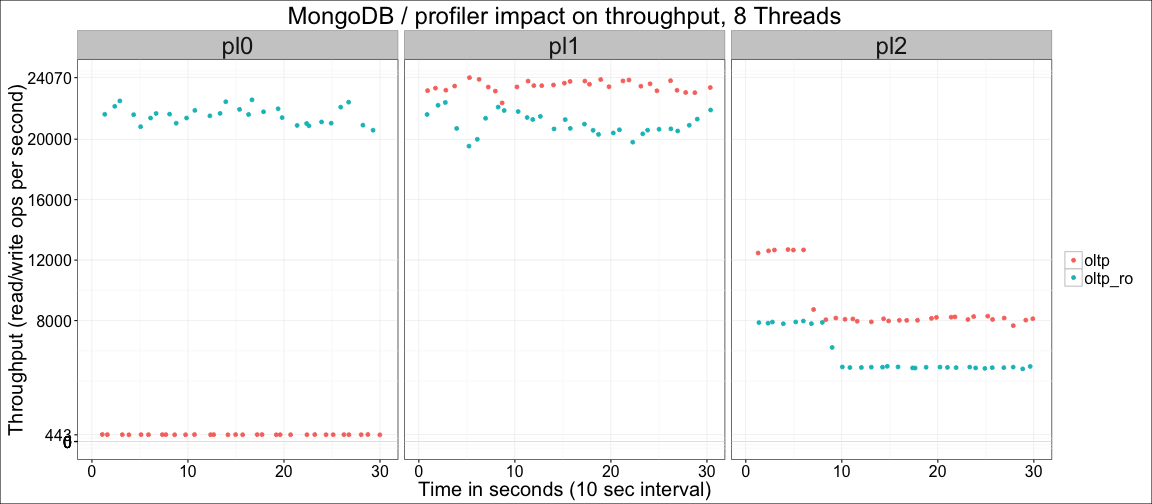 MongoDB / profiler impact on throughput, 8 Threads
pl0 pl1 pl2
Throughput (read/write ops per second)
24070
20000
16000
12000
8000
443
0
oltp
oltp_ro
0 10 20 30 0 10 20 30 0 10 20 30
Time in seconds (10 sec interval)